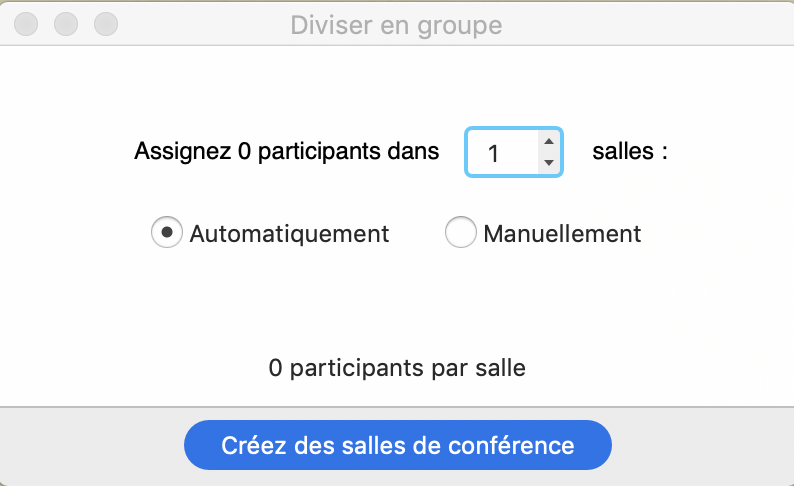 Diviser en groupe
Assignez 0 participants dans 1 salles :
Automatiquement Manuellement
0 participants par salle
Créez des salles de conférence